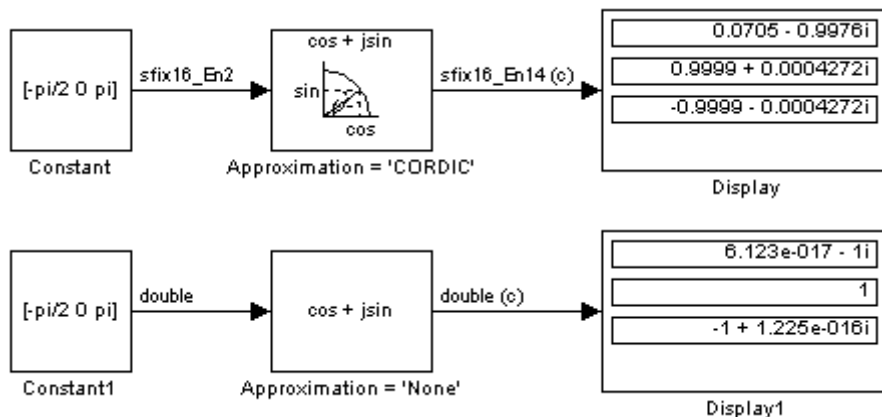 cos + jsin
0.0705 - 0.9976i
[-pi/2 0 pi]
sfix16_En2
sin
cos
sfix16_En14 (c)
0.9999 + 0.0004272i
-0.9999 - 0.0004272i
Constant
Approximation = 'CORDIC'
Display
6.123e-017 - 1i
[-pi/2 0 pi]
double
cos + jsin
double (c)
1
-1 + 1.225e-016i
Constant1
Approximation = 'None'
Display1